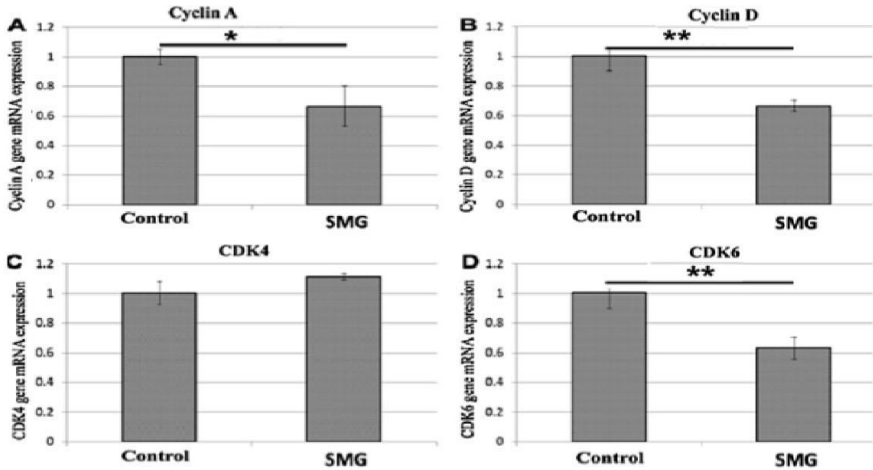 A
Cyclin A
Cyclin A gene mRNA expression
1.2
1
0.8
0.6
0.4
0.2
0
*
Control
SMG
B
Cyclin D
Cyclin D gene mRNA expression
1.2
1
0.8
0.6
0.4
0.2
0
**
Control
SMG
C
CDK4
CDK4 gene mRNA expression
1.2
1
0.8
0.6
0.4
0.2
0
Control
SMG
D
CDK6
CDK6 gene mRNA expression
1.2
1
0.8
0.6
0.4
0.2
0
**
Control
SMG